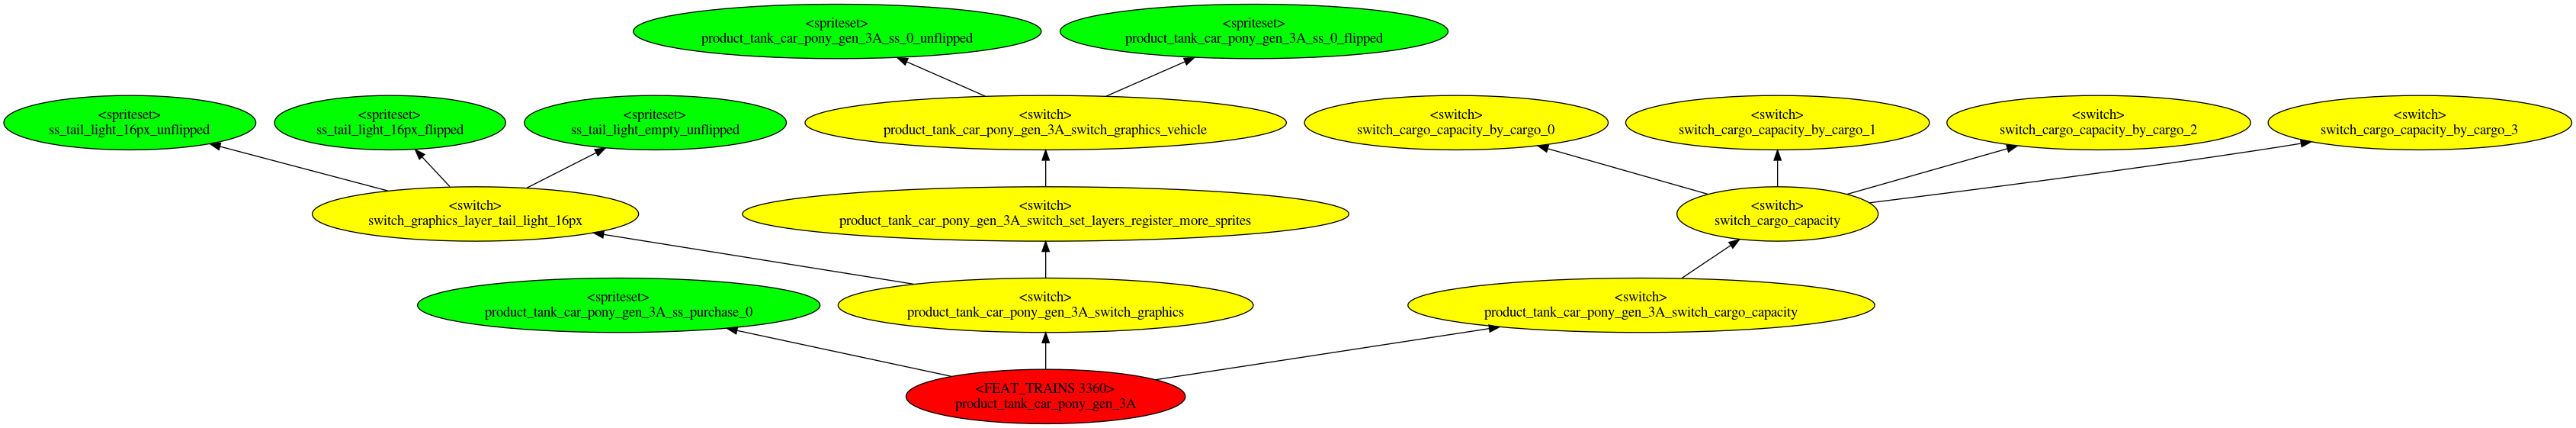 <spriteset>
product_tank_car_pony_gen_3A_ss_0_unflipped
<spriteset>
product_tank_car_pony_gen_3A_ss_0_flipped
<spriteset>
ss_tail_light_16px_unflipped
<spriteset>
ss_tail_light_16px_flipped
<spriteset>
ss_tail_light_empty_unflipped
<switch>
product_tank_car_pony_gen_3A_switch_graphics_vehicle
<switch>
switch_cargo_capacity_by_cargo_0
<switch>
switch_cargo_capacity_by_cargo_1
<switch>
switch_cargo_capacity_by_cargo_2
<switch>
switch_cargo_capacity_by_cargo_3
<switch>
switch_graphics_layer_tail_light_16px
<switch>
product_tank_car_pony_gen_3A_switch_set_layers_register_more_sprites
<switch>
switch_cargo_capacity
<spriteset>
product_tank_car_pony_gen_3A_ss_purchase_0
<switch>
product_tank_car_pony_gen_3A_switch_graphics
<switch>
product_tank_car_pony_gen_3A_switch_cargo_capacity
<FEAT_TRAINS 3360>
product_tank_car_pony_gen_3A